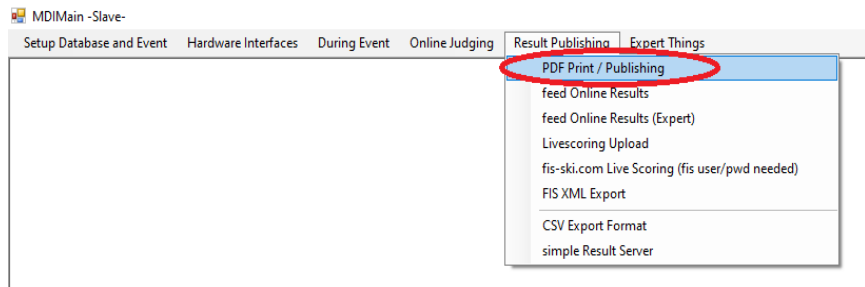 MDIMain -Slave-
Setup Database and Event Hardware Interfaces During Event Online Judging Result Publishing Expert Things
PDF Print / Publishing
feed Online Results
feed Online Results (Expert)
Livescoring Upload
fis-ski.com Live Scoring (fis user/pwd needed)
FIS XML Export
CSV Export Format
simple Result Server